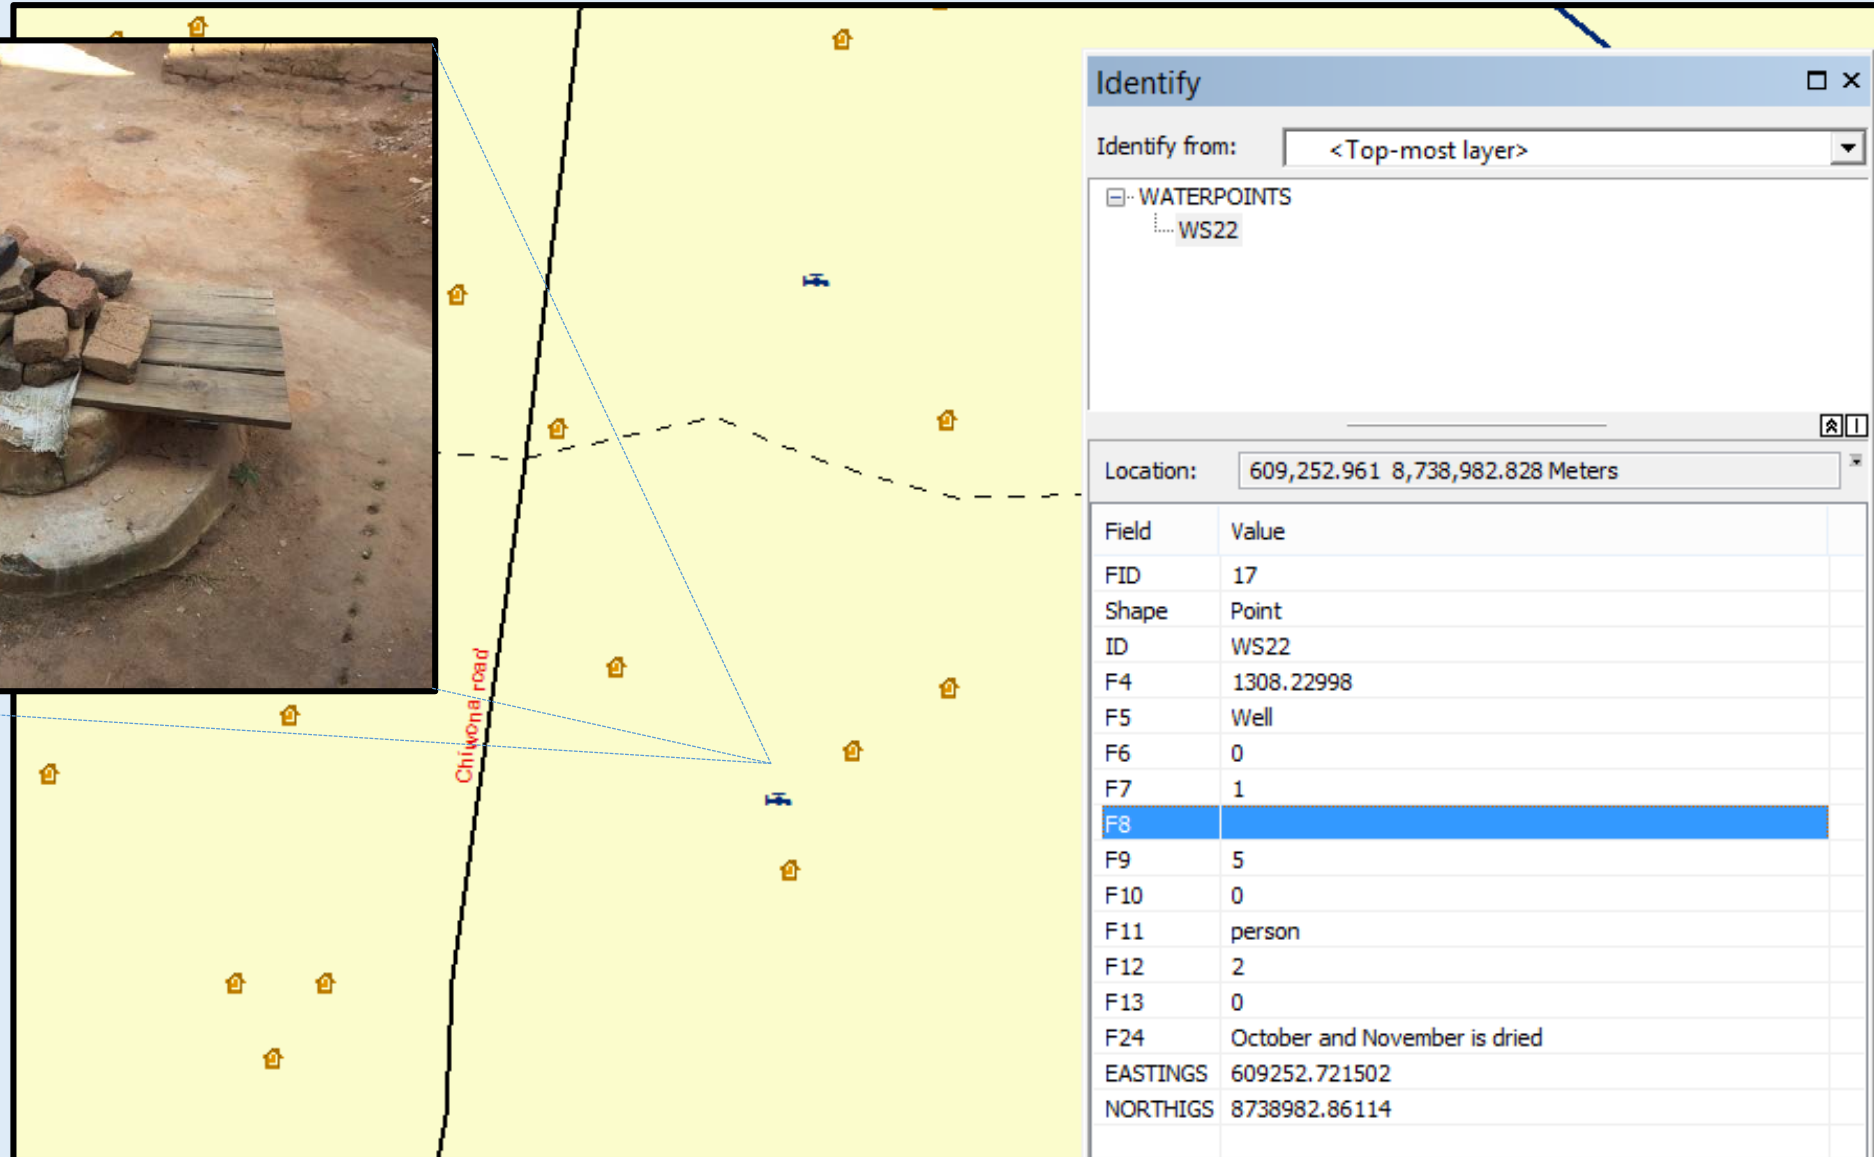 Chiwona road
Identify
Identify from: <Top-most layer>
WATERPOINTS
WS22
Location: 609,252.961 8,738,982.828 Meters
Field Value
FID 17
Shape Point
ID WS22
F4 1308.22998
F5 Well
F6 0
F7 1
F8
F9 5
F10 0
F11 person
F12 2
F13 0
F24 October and November is dried
EASTINGS 609252.721502
NORTHIGS 8738982.86114